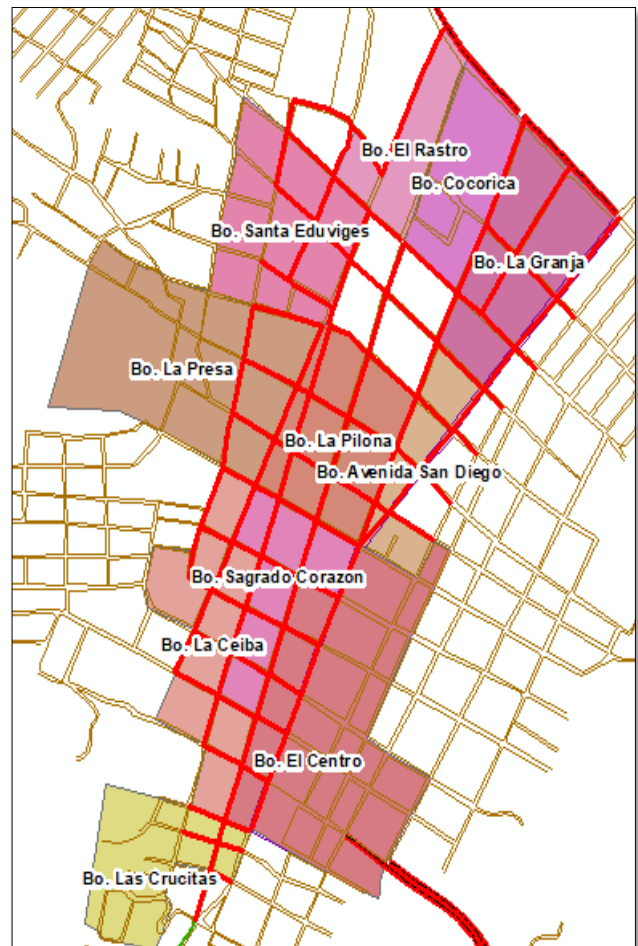 Bo. El Rastro
Bo. Cocorica
Bo. Santa Eduviges
Bo. La Granja
Bo. La Presa
Bo. La Pilona
Bo. Avenida San Diego
Bo. Sagrado Corazon
Bo. La Ceiba
Bo. El Centro
Bo. Las Crucitas